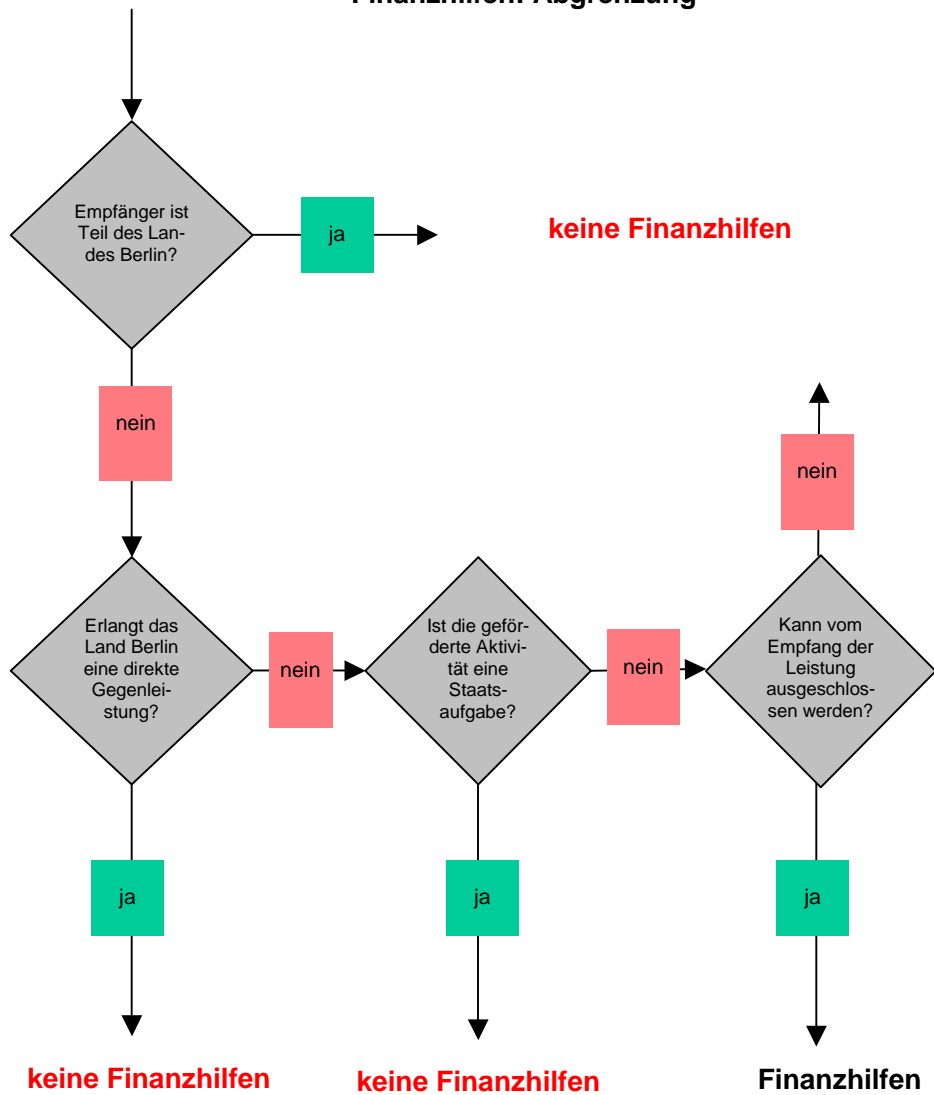 Finanzhilfen: Abgrenzung
Empfänger ist
Teil des Lan-
des Berlin?
ja
keine Finanzhilfen
nein
nein
Erlangt das
Land Berlin
eine direkte
Gegenlei-
stung?
nein
Ist die geför-
derte Aktivi-
tät eine
Staats-
aufgabe?
nein
Kann vom
Empfang der
Leistung
ausgeschlos-
sen werden?
ja
ja
ja
keine Finanzhilfen
keine Finanzhilfen
Finanzhilfen